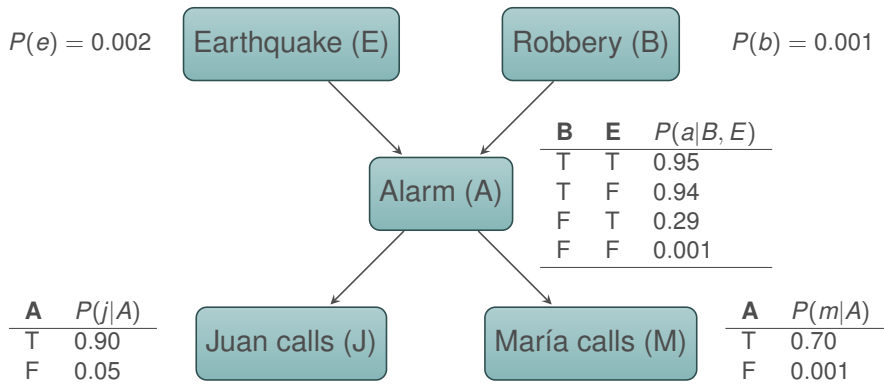 P(e) = 0.002 Earthquake (E) Robbery (B) P(b) = 0.001
B E P(a|B, E)
T T 0.95
T F 0.94
F T 0.29
F F 0.001
Alarm (A)
A P(j|A)
T 0.90
F 0.05
Juan calls (J)
María calls (M)
A P(m|A)
T 0.70
F 0.001